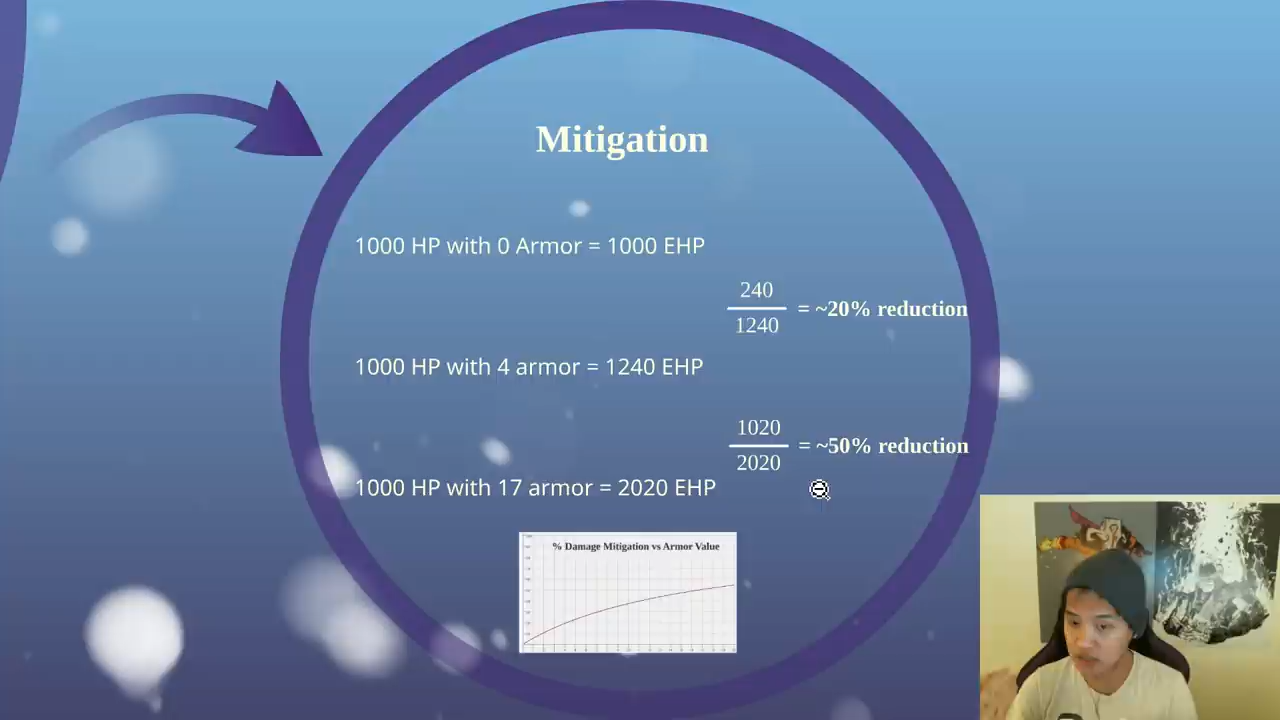 Mitigation
1000 HP with 0 Armor = 1000 EHP
240
1240
= ~20% reduction
1000 HP with 4 armor = 1240 EHP
1020
2020
= ~50% reduction
1000 HP with 17 armor = 2020 EHP
% Damage Mitigation vs Armor Value